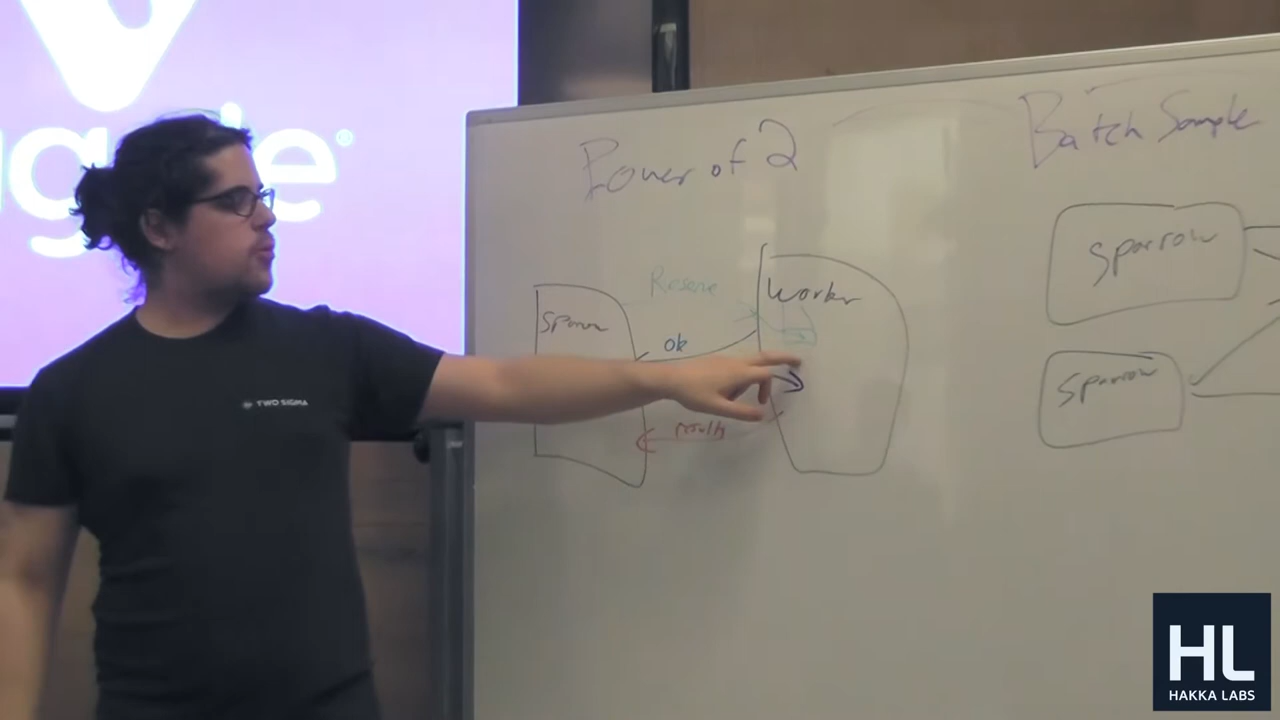 Power of 2
Batch Sample
Sparrow
Worker
Reserve
ok
results
Sparrow
Sparrow
TWO SIGMA
HL
HAKKA LABS